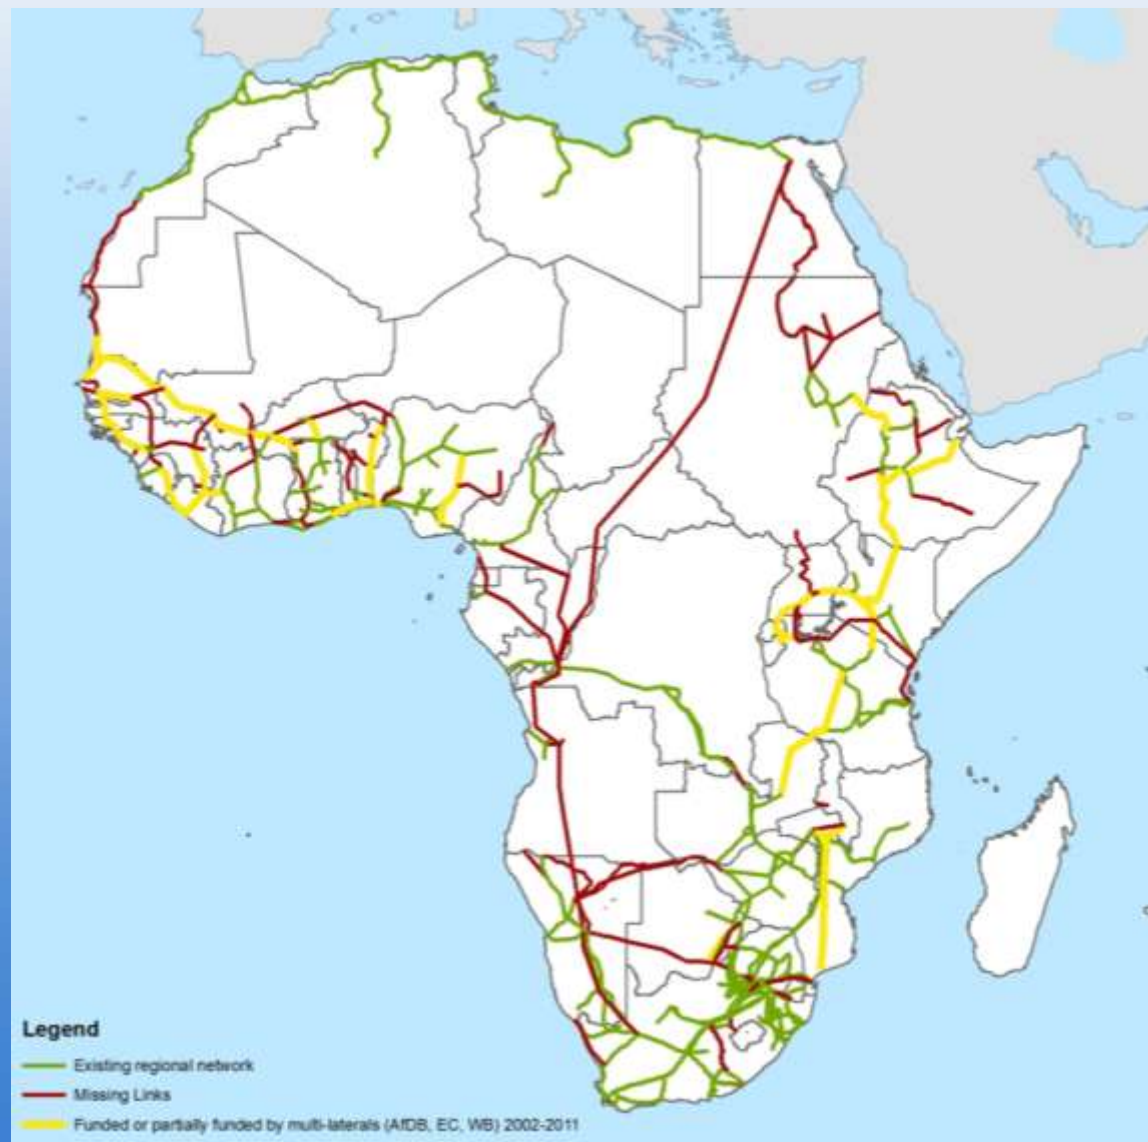 Legend
Existing regional network
Missing Links
Funded or partially funded by multi-laterals (AfDB, EC, WB) 2002-2011